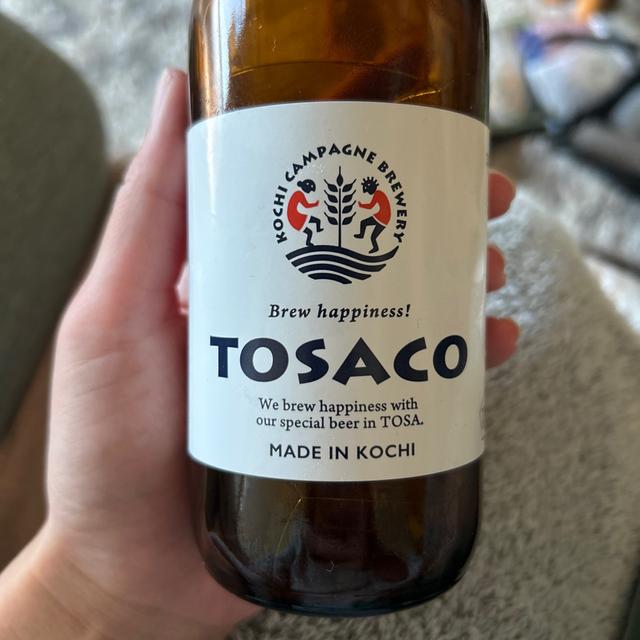 KOCHI CAMPAGNE BREWERY
Brew happiness!
TOSACO
We brew happiness with
our special beer in TOSA.
MADE IN KOCHI